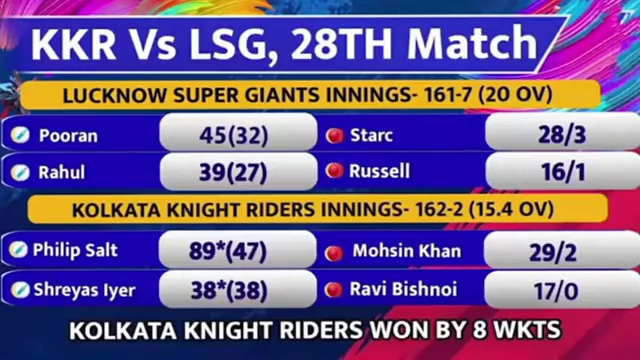 KKR Vs LSG, 28TH Match
LUCKNOW SUPER GIANTS INNINGS- 161-7 (20 OV)
Pooran 45(32) Starc 28/3
Rahul 39(27) Russell 16/1
KOLKATA KNIGHT RIDERS INNINGS- 162-2 (15.4 OV)
Philip Salt 89*(47) Mohsin Khan 29/2
Shreyas Iyer 38*(38) Ravi Bishnoi 17/0
KOLKATA KNIGHT RIDERS WON BY 8 WKTS